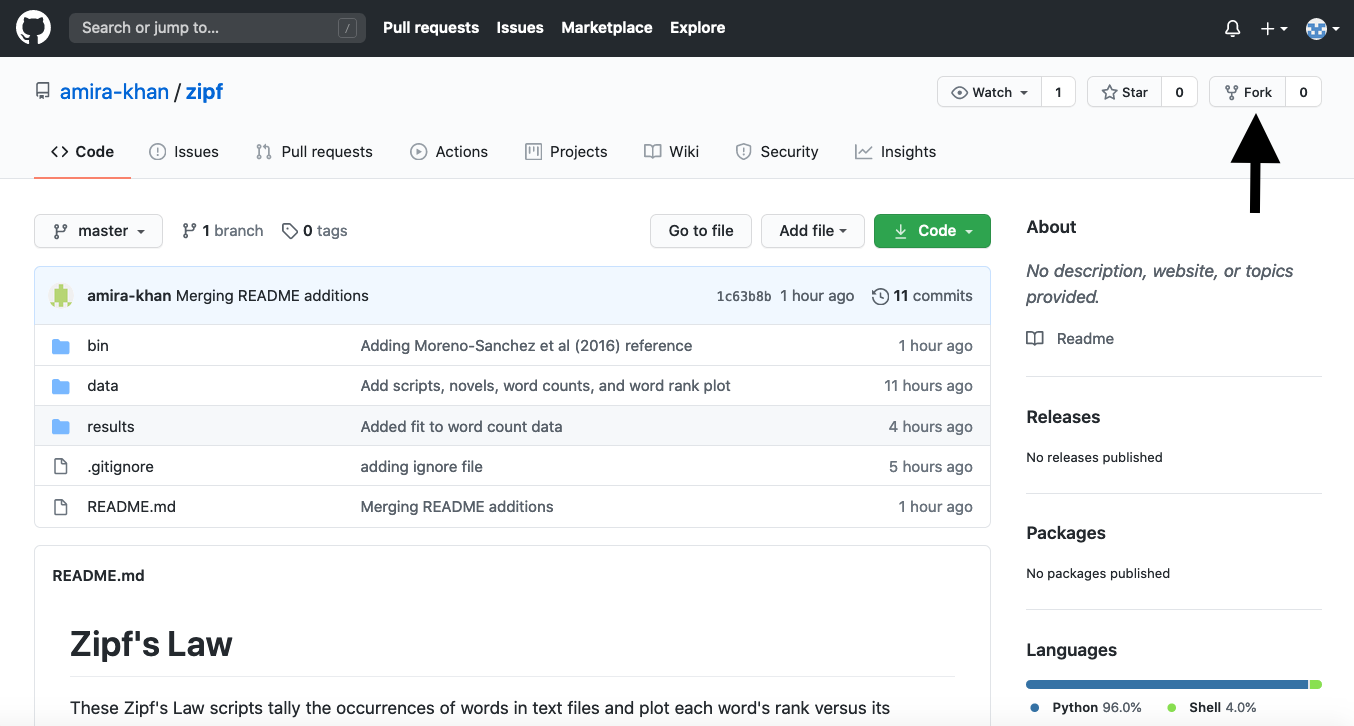 Search or jump to... / Pull requests Issues Marketplace Explore
amira-khan / zipf Watch 1 Star 0 Fork 0
Code Issues Pull requests Actions Projects Wiki Security Insights
master 1 branch 0 tags Go to file Add file Code
amira-khan Merging README additions 1c63b8b 1 hour ago 11 commits
bin Adding Moreno-Sanchez et al (2016) reference 1 hour ago
data Add scripts, novels, word counts, and word rank plot 11 hours ago
results Added fit to word count data 4 hours ago
.gitignore adding ignore file 5 hours ago
README.md Merging README additions 1 hour ago
README.md
Zipf's Law
These Zipf's Law scripts tally the occurrences of words in text files and plot each word's rank versus its
About
No description, website, or topics
provided.
Readme
Releases
No releases published
Packages
No packages published
Languages
Python 96.0% Shell 4.0%